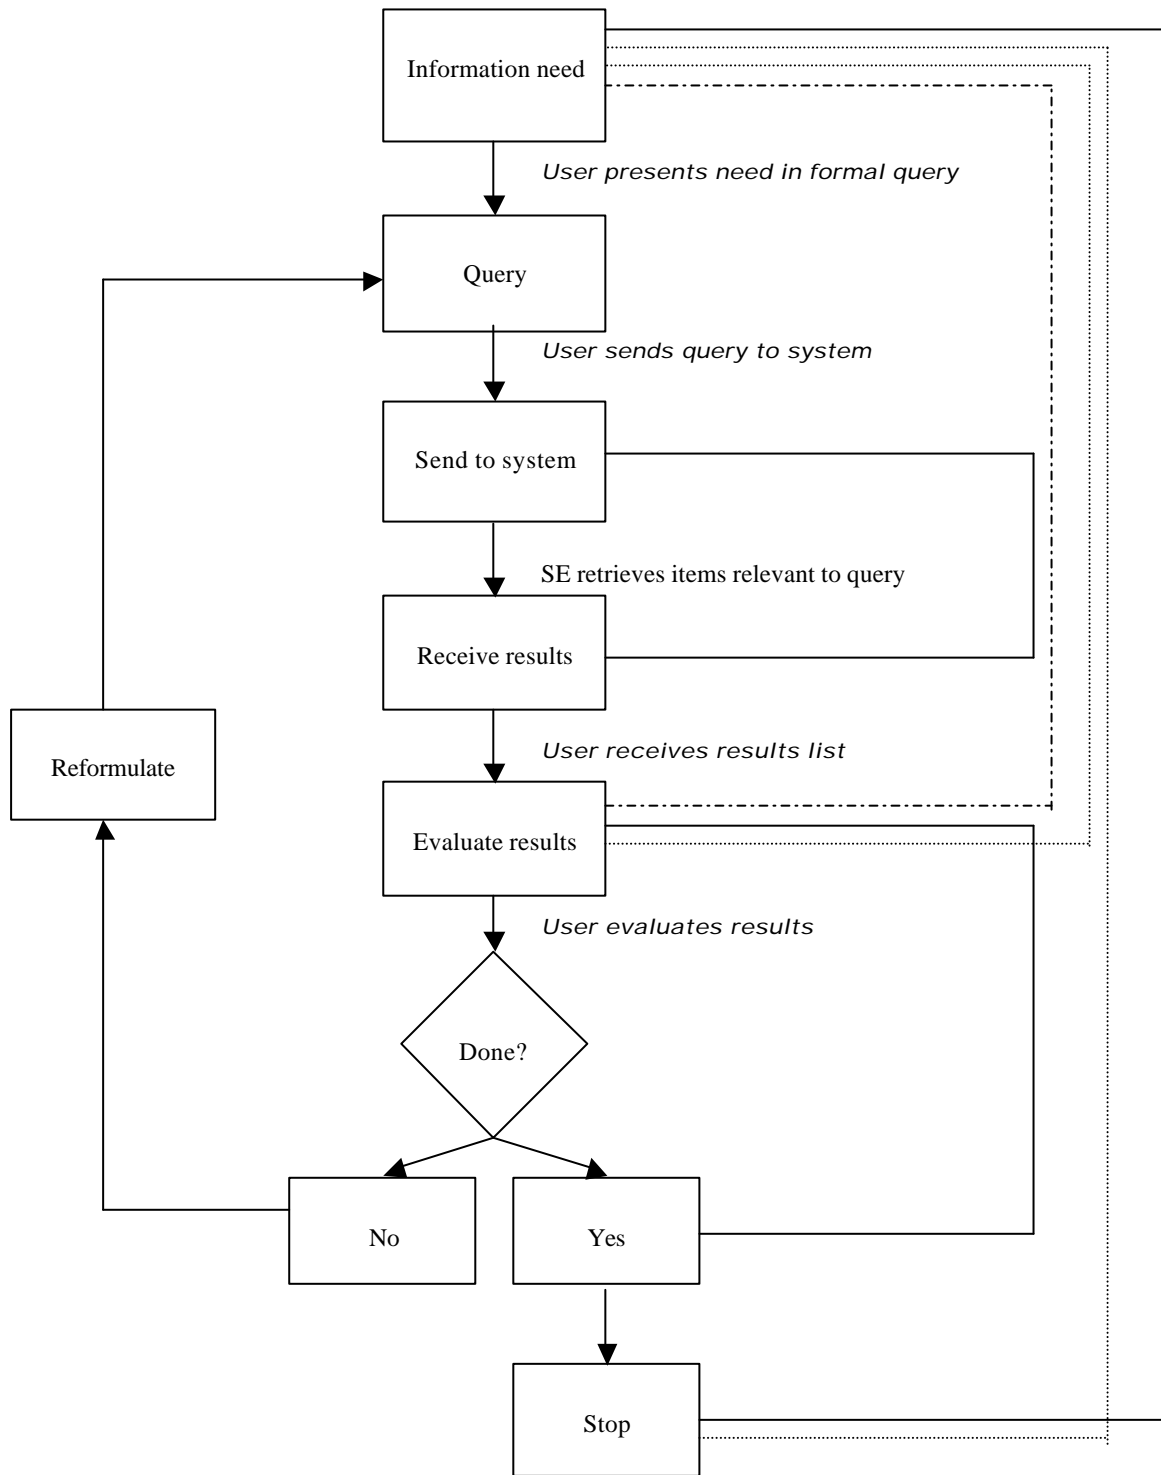 Information need
User presents need in formal query
Query
User sends query to system
Send to system
SE retrieves items relevant to query
Receive results
User receives results list
Reformulate
Evaluate results
User evaluates results
Done?
No
Yes
Stop